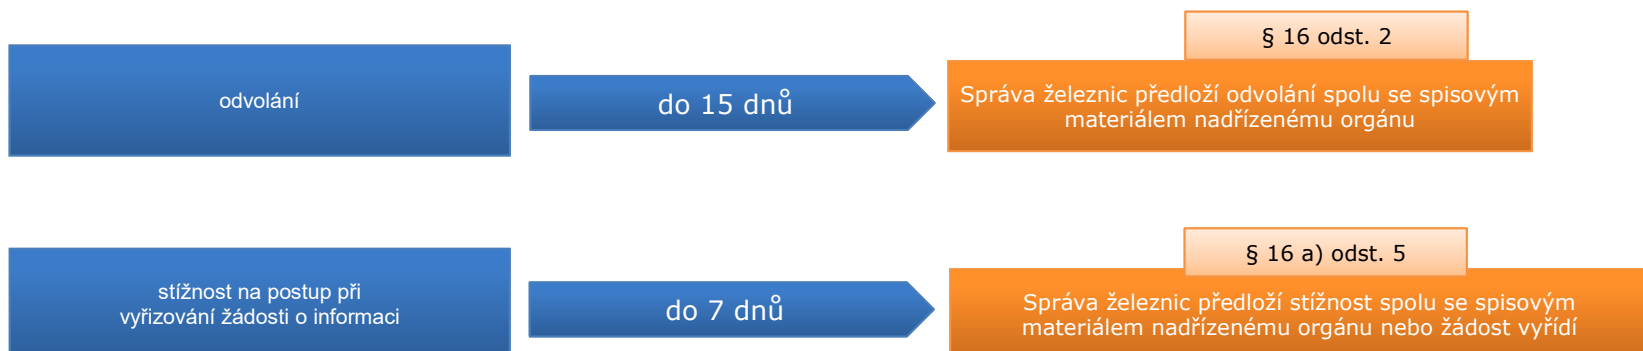 § 16 odst. 2
odvolání
do 15 dnů
Správa železnic předloží odvolání spolu se spisovým
materiálem nadřízenému orgánu
§ 16 a) odst. 5
stížnost na postup při
vyřizování žádosti o informaci
do 7 dnů
Správa železnic předloží stížnost spolu se spisovým
materiálem nadřízenému orgánu nebo žádost vyřídí